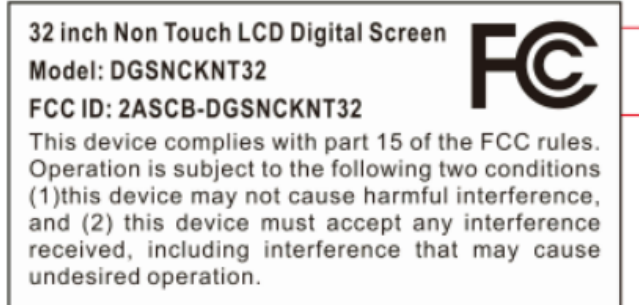 32 inch Non Touch LCD Digital Screen
Model: DGSNCKNT32
FCC ID: 2ASCB-DGSNCKNT32
FC
This device complies with part 15 of the FCC rules.
Operation is subject to the following two conditions
(1)this device may not cause harmful interference,
and (2) this device must accept any interference
received, including interference that may cause
undesired operation.